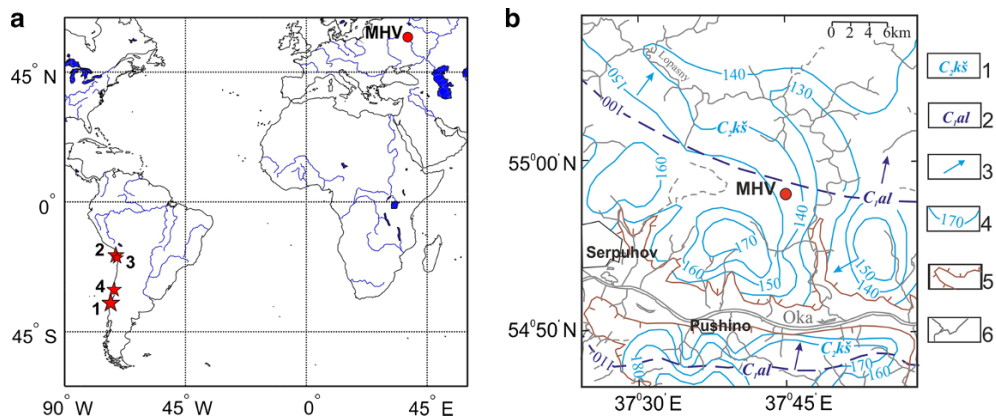 a
MHV
45° N
0°
45° S
90° W
45° W
0°
45° E
2
3
4
1
b
0 2 4 6km
Lopasny
140
130
150
100
C₂kš
160
55°00' N
MHV
C₁al
140
170
160
150
150
140
Serpuhov
Oka
Pushino
54°50' N
C₂kš
110
C₁al
180
170
160
37°30' E
37°45' E
C₂kš 1
C₁al 2
3
170 4
5
6